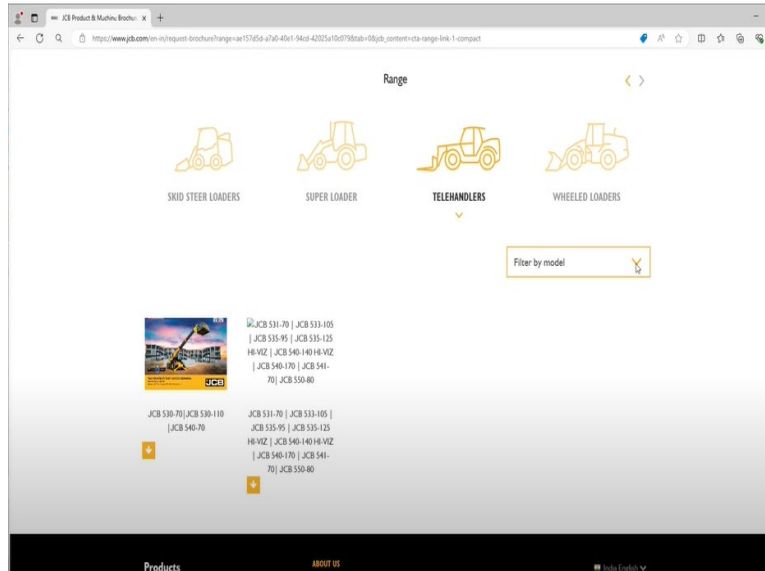 JCB Product & Machine Brochur
https://www.jcb.com/en-in/request-brochure?range=ae157d5d-a7a0-40e1-94cd-42025a10c079&tab=0&jcb_content=cta-range-link-1-compact
Range
SKID STEER LOADERS
SUPER LOADER
TELEHANDLERS
WHEELED LOADERS
Filter by model
JCB
JCB 530-70|JCB 530-110
|JCB 540-70
JCB 531-70 | JCB 533-105
| JCB 535-95 | JCB 535-125
HI-VIZ | JCB 540-140 HI-VIZ
| JCB 540-170 | JCB 541-
70| JCB 550-80
JCB 531-70 | JCB 533-105 |
JCB 535-95 | JCB 535-125
HI-VIZ | JCB 540-140 HI-VIZ
| JCB 540-170 | JCB 541-
70| JCB 550-80
Products
ABOUT US
India English